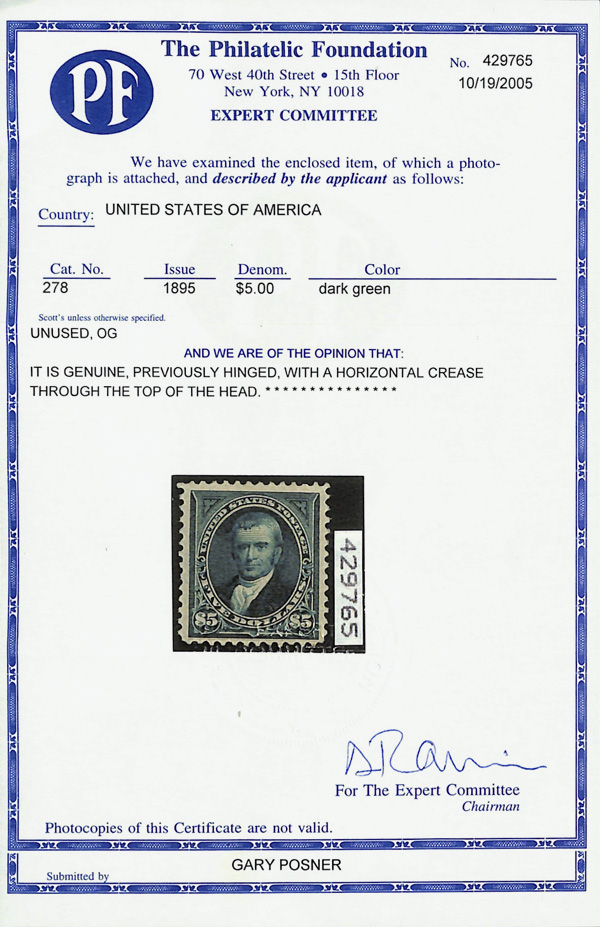 The Philatelic Foundation
PF
No. 429765
70 West 40th Street • 15th Floor
10/19/2005
New York, NY 10018
EXPERT COMMITTEE
We have examined the enclosed item, of which a photo-
graph is attached, and described by the applicant as follows:
Country: UNITED STATES OF AMERICA
Cat. No. Issue Denom. Color
278 1895 $5.00 dark green
Scott's unless otherwise specified.
UNUSED, OG
AND WE ARE OF THE OPINION THAT:
IT IS GENUINE, PREVIOUSLY HINGED, WITH A HORIZONTAL CREASE
THROUGH THE TOP OF THE HEAD. * * * * * * * * * * * * * * *
UNITED STATES POSTAGE
FIVE DOLLARS
$5 $5
429765
For The Expert Committee
Chairman
Photocopies of this Certificate are not valid.
GARY POSNER
Submitted by